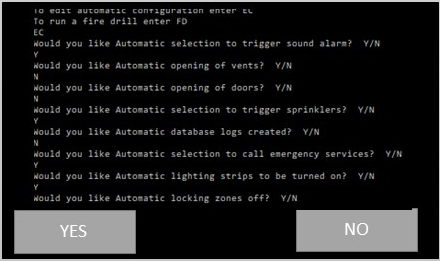 To edit automatic configuration enter EC
To run a fire drill enter FD
EC
Would you like Automatic selection to trigger sound alarm?  Y/N
Y
Would you like Automatic opening of vents?  Y/N
N
Would you like Automatic opening of doors?  Y/N
N
Would you like Automatic selection to trigger sprinklers?  Y/N
Y
Would you like Automatic database logs created?  Y/N
N
Would you like Automatic selection to call emergency services?  Y/N
Y
Would you like Automatic lighting strips to be turned on?  Y/N
Y
Would you like Automatic locking zones off?  Y/N
YES
NO